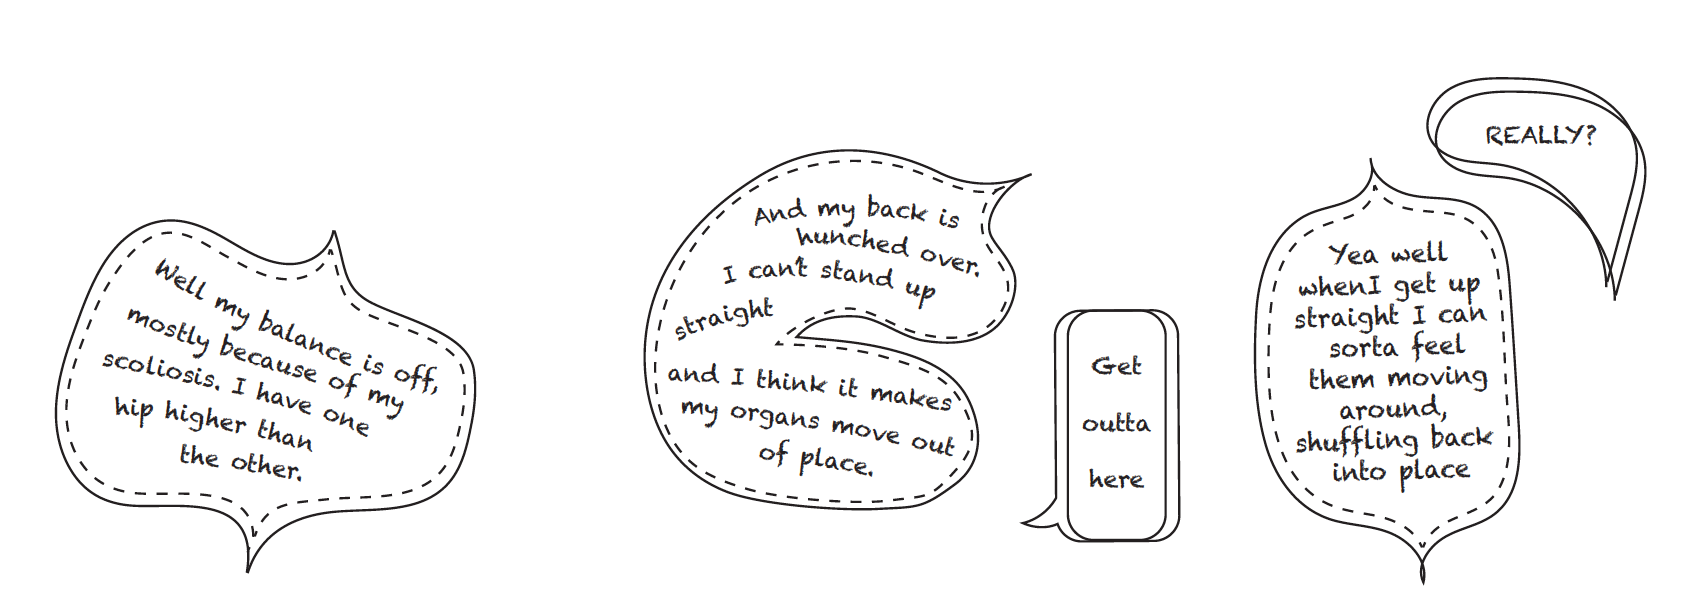 Well my balance is off,
mostly because of my
scoliosis. I have one
hip higher than
the other.
And my back is
hunched over.
I can't stand up
straight
and I think it makes
my organs move out
of place.
Get
outta
here
REALLY?
Yea well
whenI get up
straight I can
sorta feel
them moving
around,
shuffling back
into place